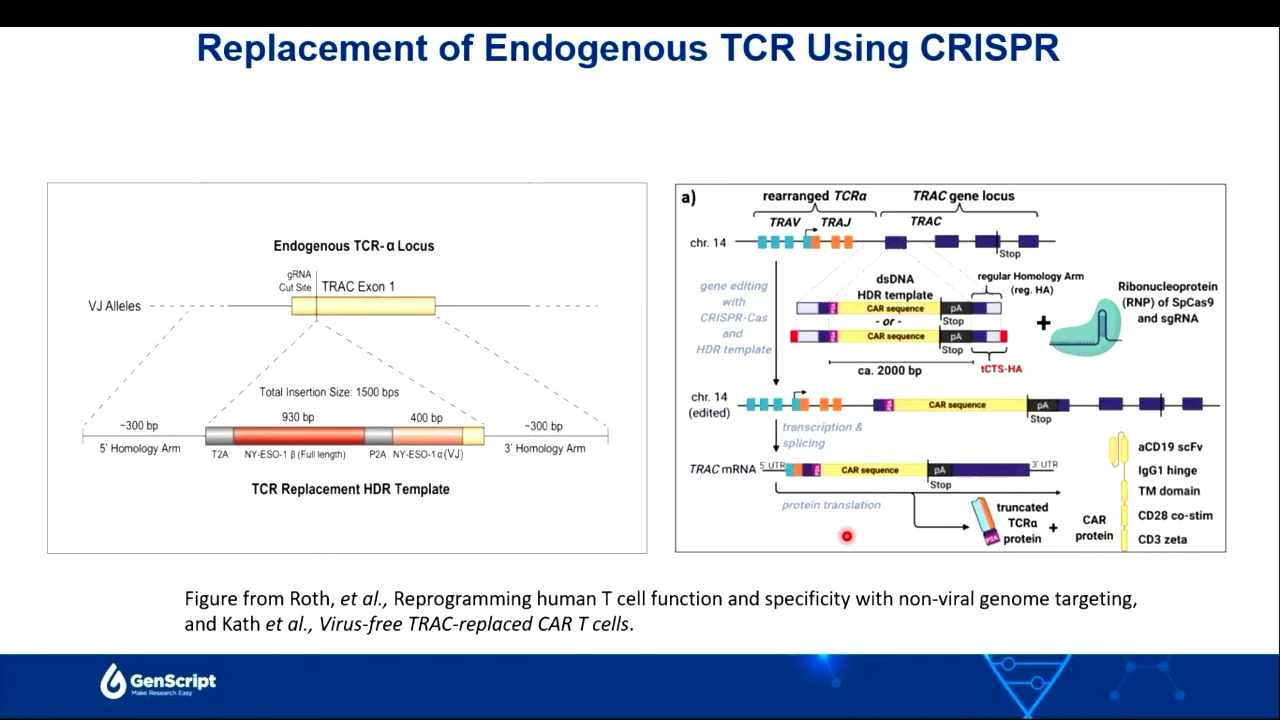 Replacement of Endogenous TCR Using CRISPR
Endogenous TCR- α Locus
gRNA
Cut Site
TRAC Exon 1
VJ Alleles
Total Insertion Size: 1500 bps
~300 bp
930 bp
400 bp
~300 bp
5' Homology Arm
T2A
NY-ESO-1 β (Full length)
P2A
NY-ESO-1α(VJ)
3' Homology Arm
TCR Replacement HDR Template
a)
rearranged TCRα
TRAC gene locus
TRAV
TRAJ
TRAC
chr. 14
Stop
gene editing
with
CRISPR-Cas
and
HDR template
dsDNA
HDR template
regular Homology Arm
(reg. HA)
CAR sequence
pA
Stop
- or -
CAR sequence
pA
Stop
tCTS-HA
ca. 2000 bp
+
Ribonucleoprotein
(RNP) of SpCas9
and sgRNA
chr. 14
(edited)
P2A
CAR sequence
pA
Stop
transcription &
splicing
TRAC mRNA
5' UTR
P2A
CAR sequence
pA
Stop
3' UTR
protein translation
P2A
truncated
TCRα
protein
+
CAR
protein
aCD19 scFv
IgG1 hinge
TM domain
CD28 co-stim
CD3 zeta
Figure from Roth, et al., Reprogramming human T cell function and specificity with non-viral genome targeting,
and Kath et al., Virus-free TRAC-replaced CAR T cells.
GenScript
Make Research Easy